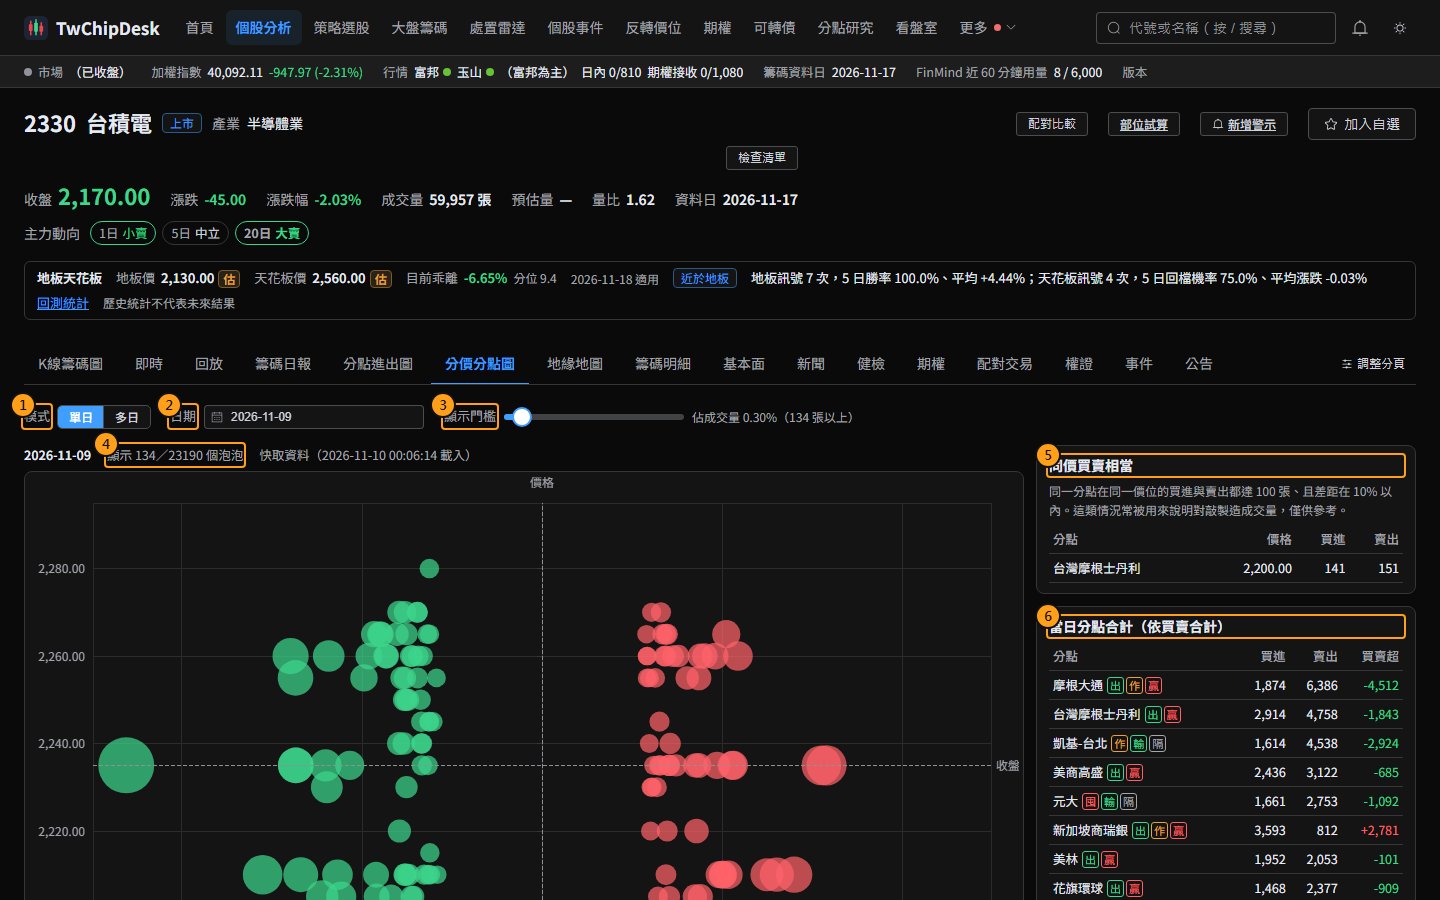 TwChipDesk 首頁 個股分析 策略選股 大盤籌碼 處置雷達 個股事件 反轉價位 期權 可轉債 分點研究 看盤室 更多 代號或名稱（按 / 搜尋）
市場 （已收盤） 加權指數 40,092.11 -947.97 (-2.31%) 行情 富邦 玉山 （富邦為主） 日內 0/810 期權接收 0/1,080 籌碼資料日 2026-11-17 FinMind 近 60 分鐘用量 8 / 6,000 版本
2330 台積電 上市 產業 半導體業 配對比較 部位試算 新增警示 加入自選
檢查清單
收盤 2,170.00 漲跌 -45.00 漲跌幅 -2.03% 成交量 59,957 張 預估量 — 量比 1.62 資料日 2026-11-17
主力動向 1日 小賣 5日 中立 20日 大賣
地板天花板 地板價 2,130.00 估 天花板價 2,560.00 估 目前乖離 -6.65% 分位 9.4 2026-11-18 適用 近於地板 地板訊號 7 次，5 日勝率 100.0%、平均 +4.44%；天花板訊號 4 次，5 日回檔機率 75.0%、平均漲跌 -0.03%
回測統計 歷史統計不代表未來結果
K線籌碼圖 即時 回放 籌碼日報 分點進出圖 分價分點圖 地緣地圖 籌碼明細 基本面 新聞 健檢 期權 配對交易 權證 事件 公告 調整分頁
1 模式 單日 多日 2 日期 2026-11-09 3 顯示門檻 佔成交量 0.30%（134 張以上）
2026-11-09 4 顯示 134／23190 個泡泡 快取資料（2026-11-10 00:06:14 載入）
價格
2,280.00
2,260.00
2,240.00
收盤
2,220.00
5 同價買賣相當
同一分點在同一價位的買進與賣出都達 100 張、且差距在 10% 以
內。這類情況常被用來說明對敲製造成交量，僅供參考。
分點 價格 買進 賣出
台灣摩根士丹利 2,200.00 141 151
6 當日分點合計（依買賣合計）
分點 買進 賣出 買賣超
摩根大通 出 作 贏 1,874 6,386 -4,512
台灣摩根士丹利 出 贏 2,914 4,758 -1,843
凱基-台北 作 輸 隔 1,614 4,538 -2,924
美商高盛 出 贏 2,436 3,122 -685
元大 囤 輸 隔 1,661 2,753 -1,092
新加坡商瑞銀 出 作 贏 3,593 812 +2,781
美林 出 贏 1,952 2,053 -101
花旗環球 出 贏 1,468 2,377 -909